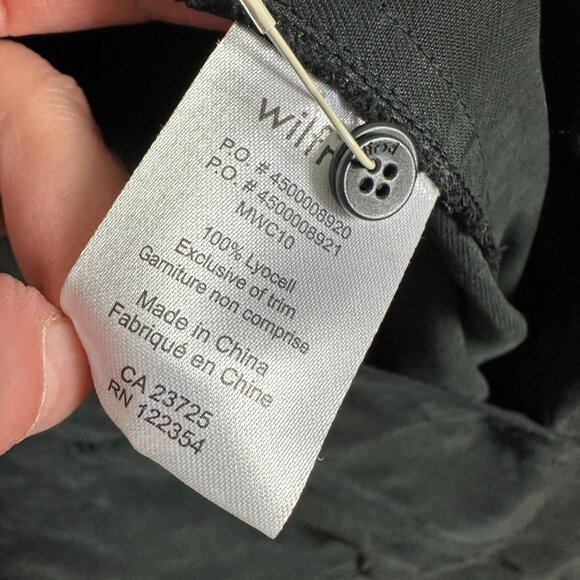 P.O. # 4500008920
P.O. # 4500008921
MWC10
100% Lyocell
Exclusive of trim
Garniture non comprise
Made in China
Fabriqué en Chine
CA 23725
RN 122354